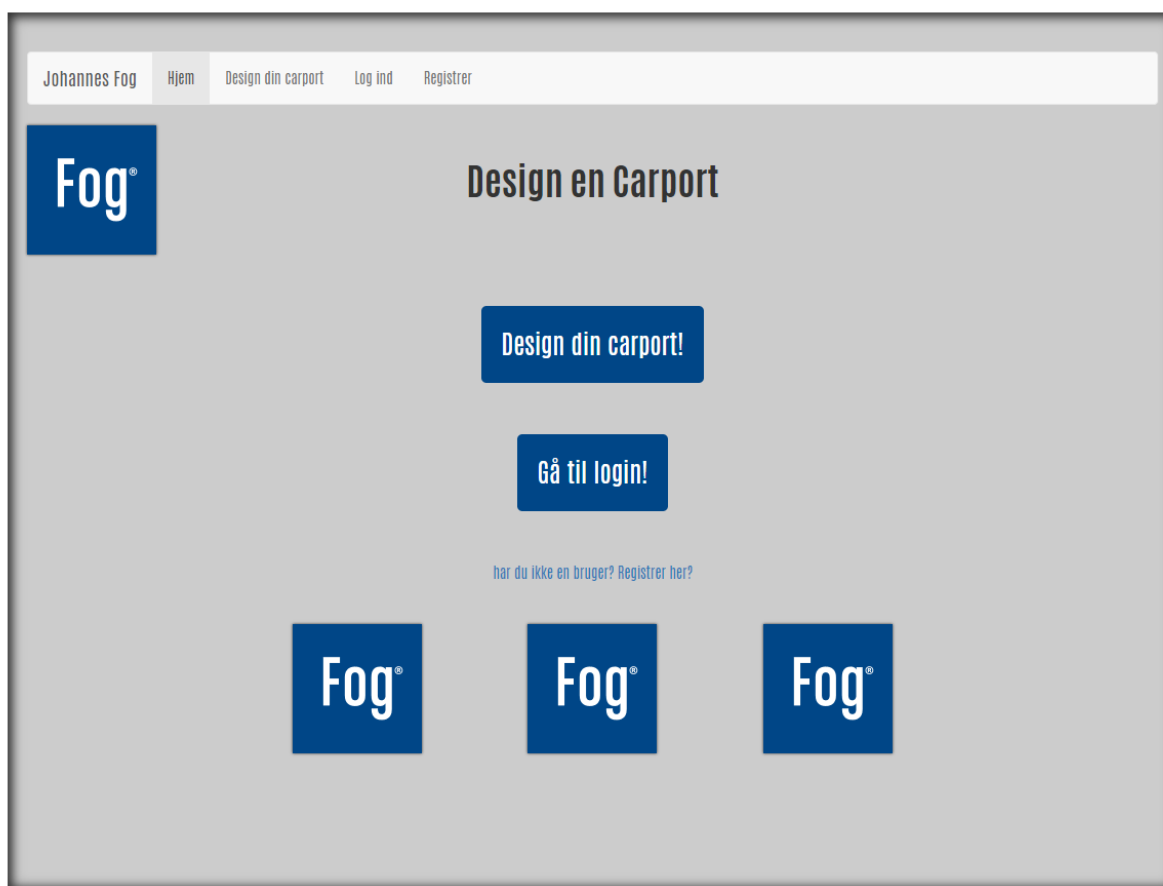 Johannes Fog Hjem Design din carport Log ind Registrer
Fog®
Design en Carport
Design din carport!
Gå til login!
har du ikke en bruger? Registrer her?
Fog® Fog® Fog®